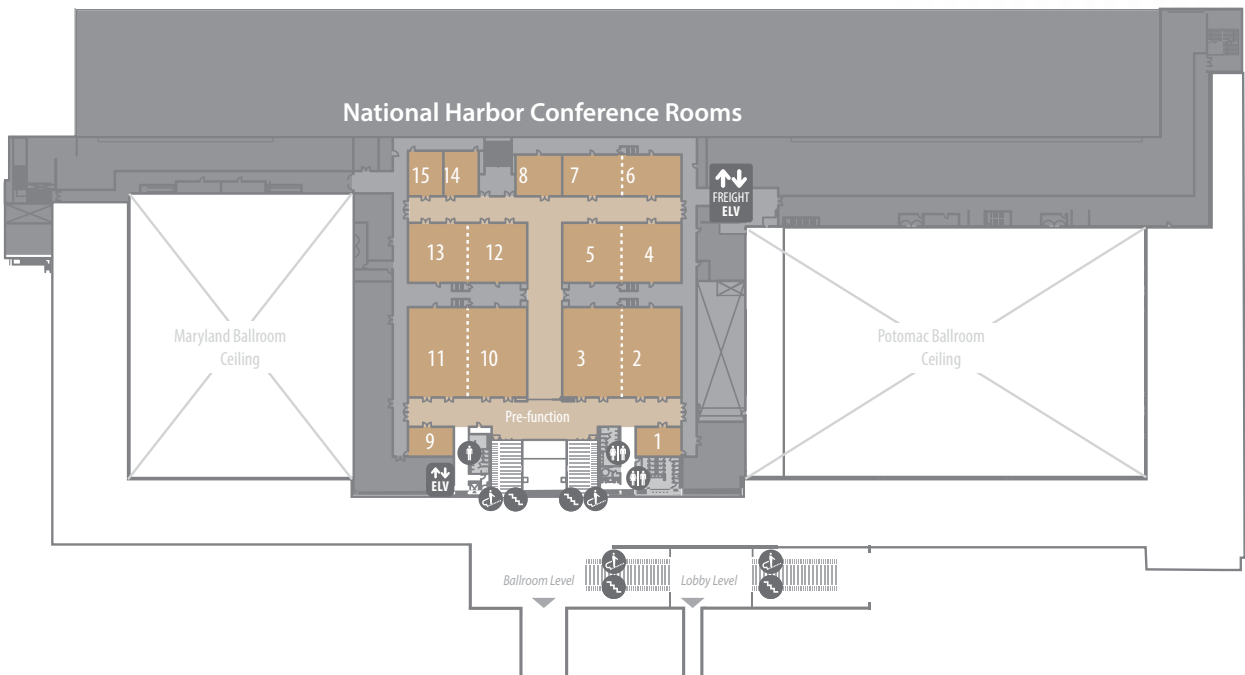 National Harbor Conference Rooms
15 14 8 7 6
FREIGHT
ELV
13 12 5 4
Maryland Ballroom
Ceiling
11 10 3 2
Potomac Ballroom
Ceiling
Pre-function
9 1
ELV
Ballroom Level
Lobby Level